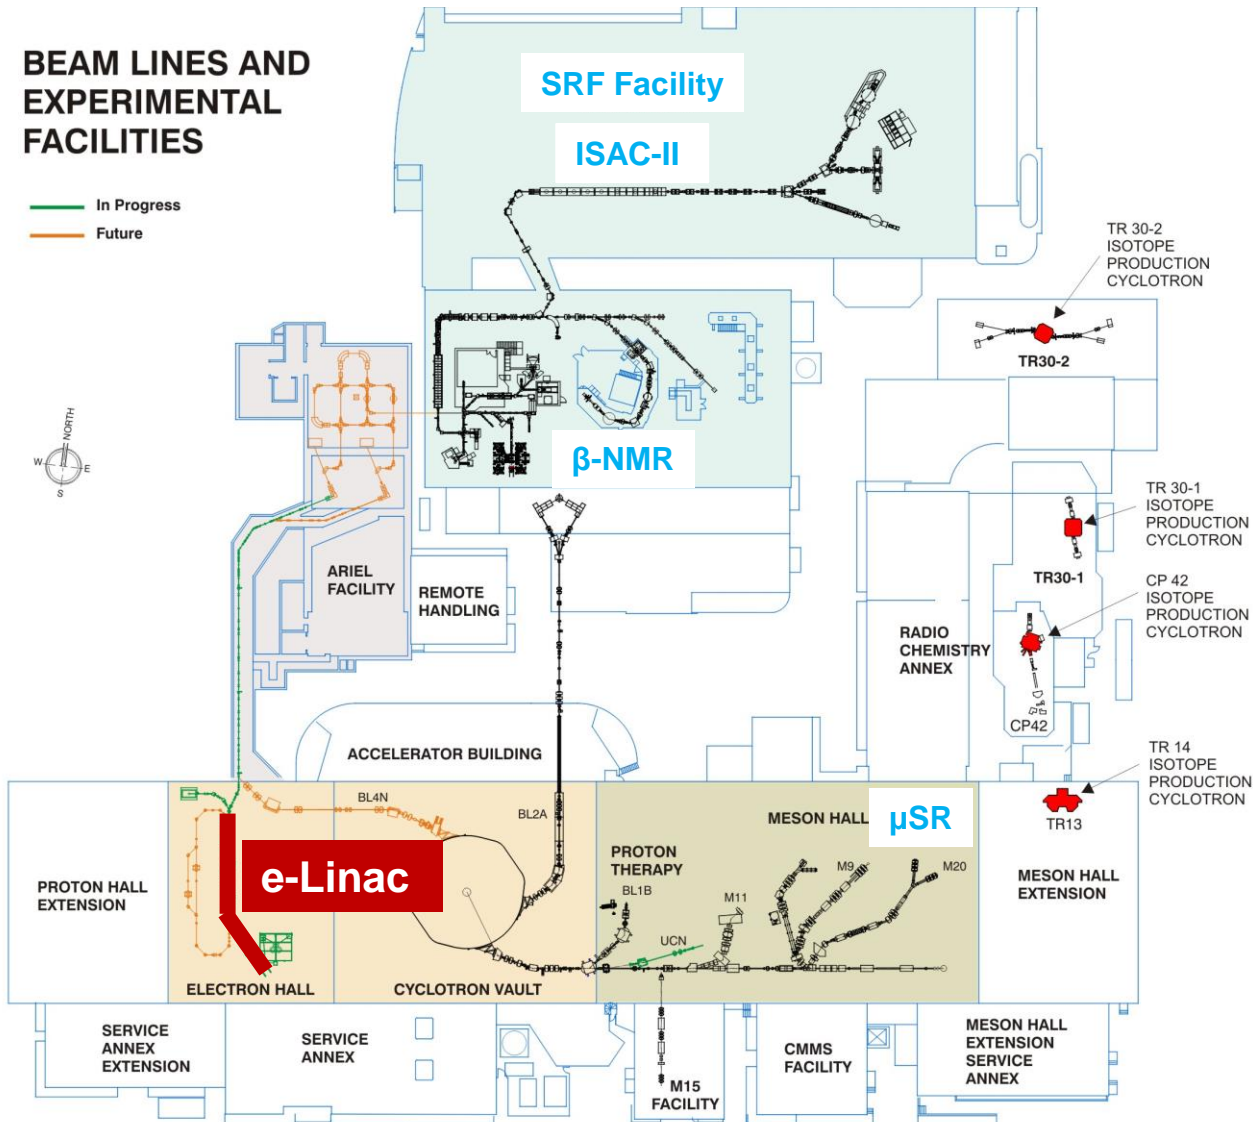 BEAM LINES AND
EXPERIMENTAL
FACILITIES
In Progress
Future
SRF Facility
ISAC-II
TR 30-2
ISOTOPE
PRODUCTION
CYCLOTRON
TR30-2
NORTH
W
E
S
β-NMR
TR 30-1
ISOTOPE
PRODUCTION
CYCLOTRON
TR30-1
ARIEL
FACILITY
REMOTE
HANDLING
CP 42
ISOTOPE
PRODUCTION
CYCLOTRON
RADIO
CHEMISTRY
ANNEX
CP42
ACCELERATOR BUILDING
TR 14
ISOTOPE
PRODUCTION
CYCLOTRON
TR13
BL4N
BL2A
MESON HALL
μSR
e-Linac
PROTON
THERAPY
BL1B
M11
M9
M20
UCN
PROTON HALL
EXTENSION
MESON HALL
EXTENSION
ELECTRON HALL
CYCLOTRON VAULT
SERVICE
ANNEX
EXTENSION
SERVICE
ANNEX
M15
FACILITY
CMMS
FACILITY
MESON HALL
EXTENSION
SERVICE
ANNEX